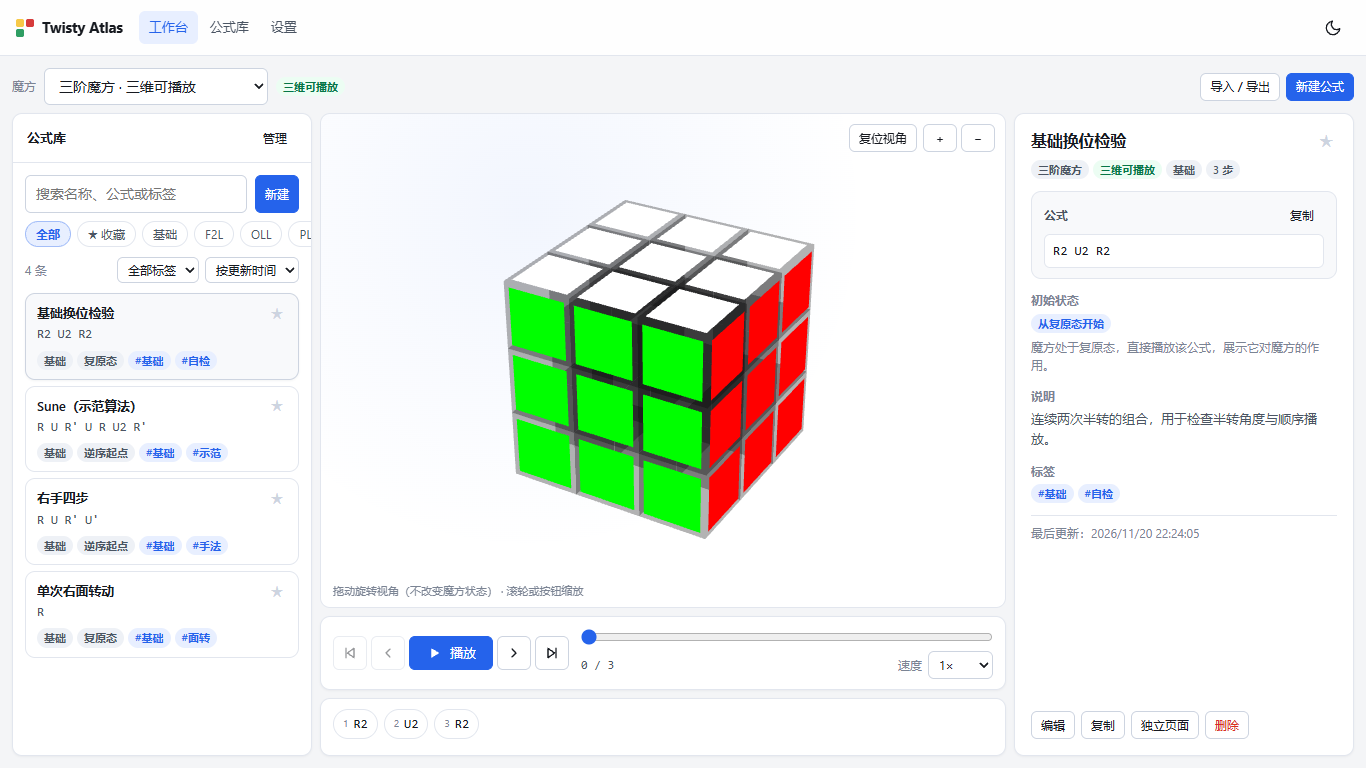 Twisty Atlas
工作台
公式库
设置
魔方
三阶魔方 · 三维可播放
三维可播放
导入 / 导出
新建公式
公式库
管理
搜索名称、公式或标签
新建
全部
★ 收藏
基础
F2L
OLL
PL
4 条
全部标签
按更新时间
基础换位检验
★
R2 U2 R2
基础
复原态
#基础
#自检
Sune（示范算法）
★
R U R' U R U2 R'
基础
逆序起点
#基础
#示范
右手四步
★
R U R' U'
基础
逆序起点
#基础
#手法
单次右面转动
★
R
基础
复原态
#基础
#面转
复位视角
+
−
拖动旋转视角（不改变魔方状态） · 滚轮或按钮缩放
播放
0 / 3
速度
1×
1 R2
2 U2
3 R2
基础换位检验
★
三阶魔方
三维可播放
基础
3 步
公式
复制
R2 U2 R2
初始状态
从复原态开始
魔方处于复原态，直接播放该公式，展示它对魔方的作
用。
说明
连续两次半转的组合，用于检查半转角度与顺序播
放。
标签
#基础
#自检
最后更新：2026/11/20 22:24:05
编辑
复制
独立页面
删除